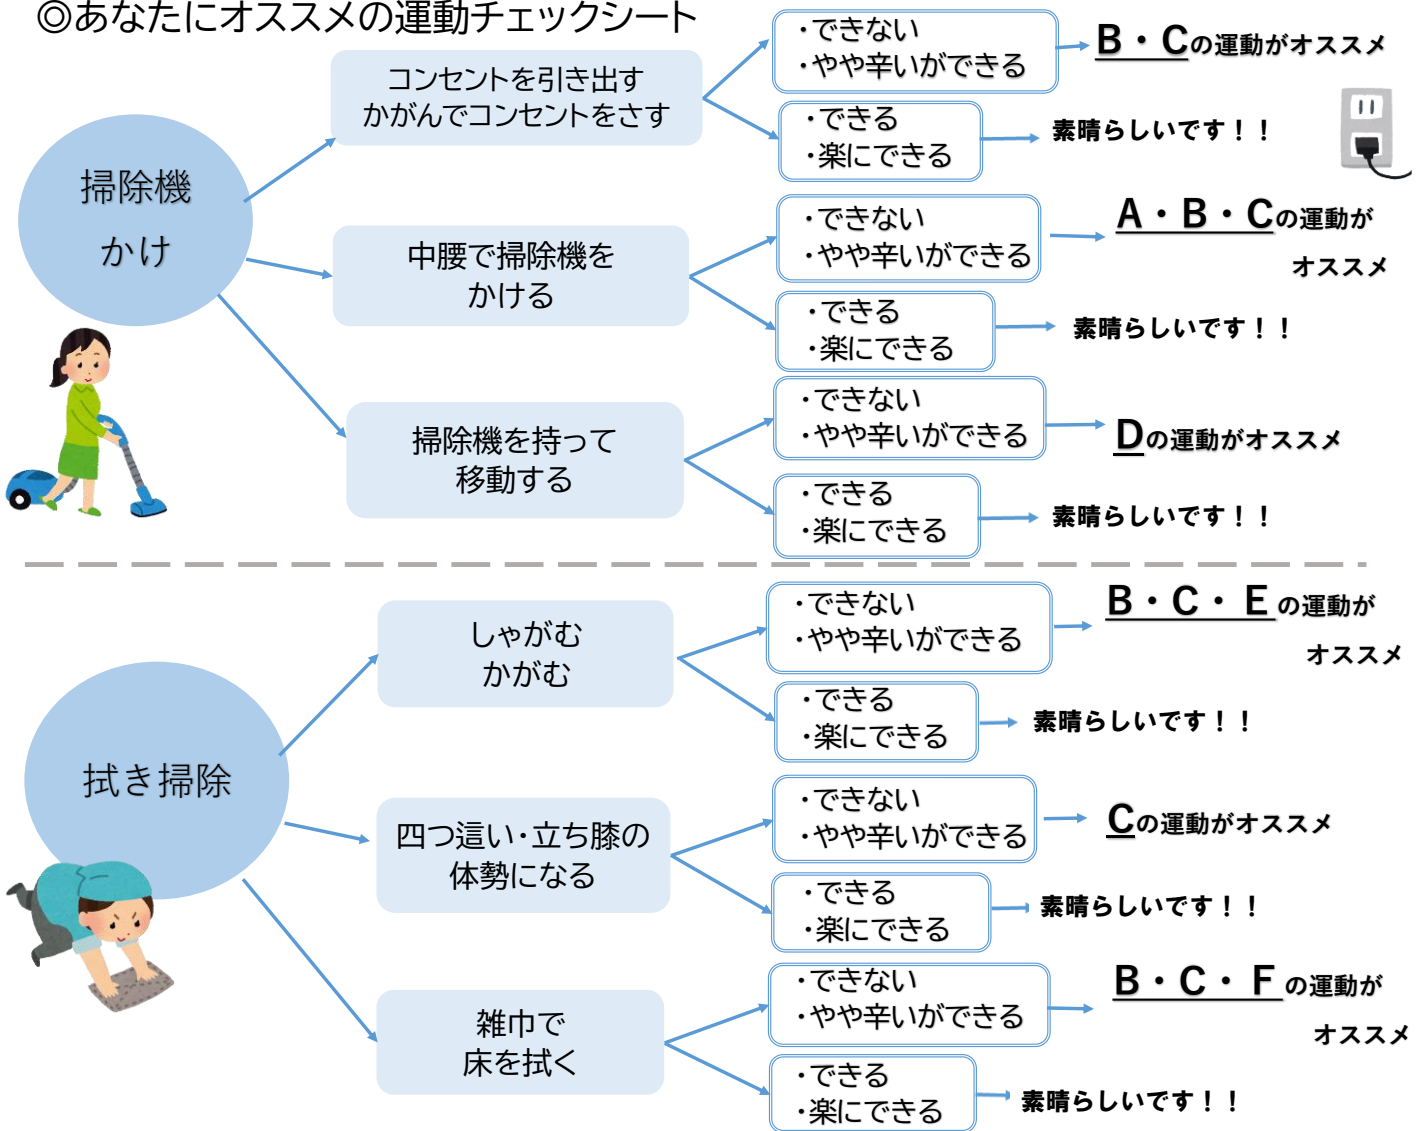 ◎あなたにオススメの運動チェックシート
掃除機
かけ
コンセントを引き出す
かがんでコンセントをさす
・できない
・やや辛いができる
B・Cの運動がオススメ
・できる
・楽にできる
素晴らしいです！！
中腰で掃除機を
かける
・できない
・やや辛いができる
A・B・Cの運動が
オススメ
・できる
・楽にできる
素晴らしいです！！
掃除機を持って
移動する
・できない
・やや辛いができる
Dの運動がオススメ
・できる
・楽にできる
素晴らしいです！！
拭き掃除
しゃがむ
かがむ
・できない
・やや辛いができる
B・C・Eの運動が
オススメ
・できる
・楽にできる
素晴らしいです！！
四つ這い・立ち膝の
体勢になる
・できない
・やや辛いができる
Cの運動がオススメ
・できる
・楽にできる
素晴らしいです！！
雑巾で
床を拭く
・できない
・やや辛いができる
B・C・Fの運動が
オススメ
・できる
・楽にできる
素晴らしいです！！